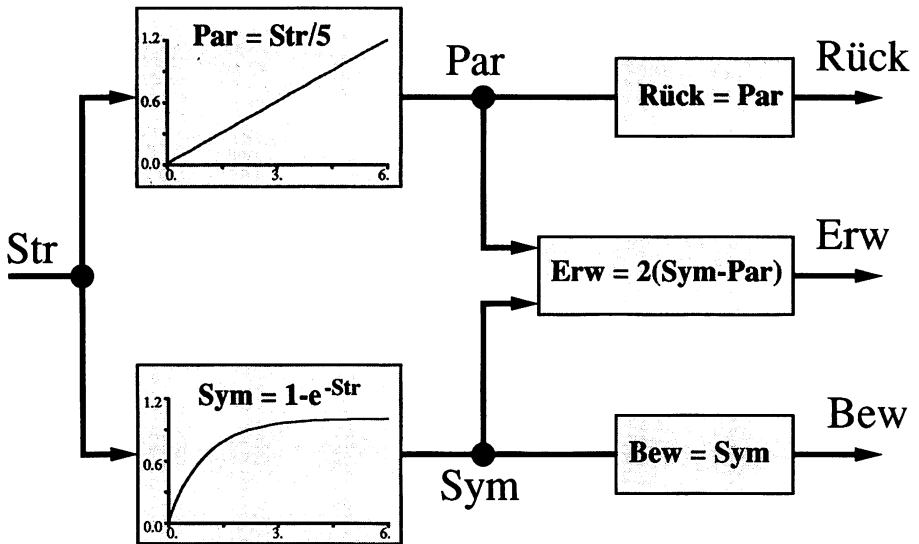 Par = Str/5
1.2
0.6
0.0
0.
3.
6.
Par
Rück = Par
Rück
Str
Erw = 2(Sym-Par)
Erw
Sym = 1-e^-Str
1.2
0.6
0.0
0.
3.
6.
Sym
Bew = Sym
Bew